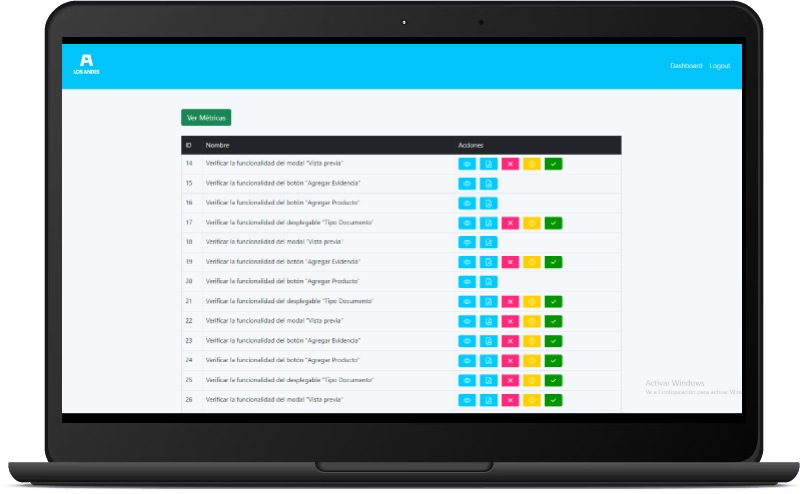 A
LOS ANDES
Dashboard Logout
Ver Métricas
ID Nombre Acciones
14 Verificar la funcionalidad del modal "Vista previa"
15 Verificar la funcionalidad del botón "Agregar Evidencia"
16 Verificar la funcionalidad del botón "Agregar Producto"
17 Verificar la funcionalidad del desplegable "Tipo Documento"
18 Verificar la funcionalidad del modal "Vista previa"
19 Verificar la funcionalidad del botón "Agregar Evidencia"
20 Verificar la funcionalidad del botón "Agregar Producto"
21 Verificar la funcionalidad del desplegable "Tipo Documento"
22 Verificar la funcionalidad del modal "Vista previa"
23 Verificar la funcionalidad del botón "Agregar Evidencia"
24 Verificar la funcionalidad del botón "Agregar Producto"
25 Verificar la funcionalidad del desplegable "Tipo Documento"
26 Verificar la funcionalidad del modal "Vista previa"
Activar Windows
Ve a Configuración para activar Win